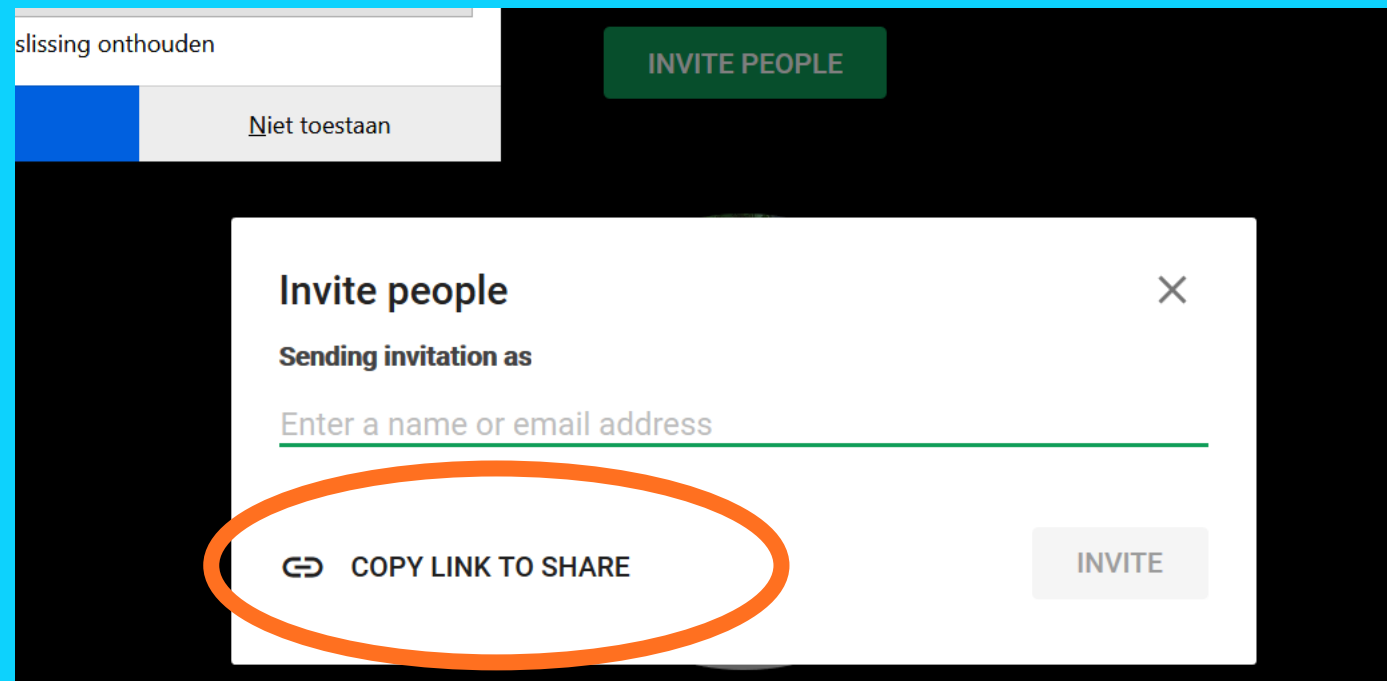 slissing onthouden
Niet toestaan
INVITE PEOPLE
Invite people
Sending invitation as
Enter a name or email address
COPY LINK TO SHARE
INVITE